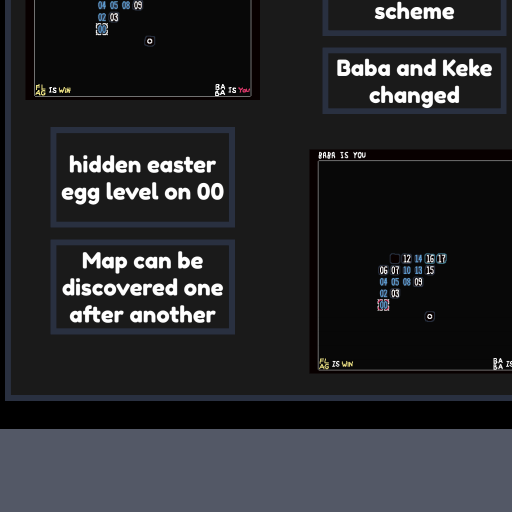 04 05 08 09
02 03
00
FLAG IS WIN
BABA IS YOU
scheme
Baba and Keke
changed
hidden easter
egg level on 00
Map can be
discovered one
after another
BABA IS YOU
12 14 16 17
06 07 10 13 15
04 05 08 09
02 03
00
FLAG IS WIN
BABA IS